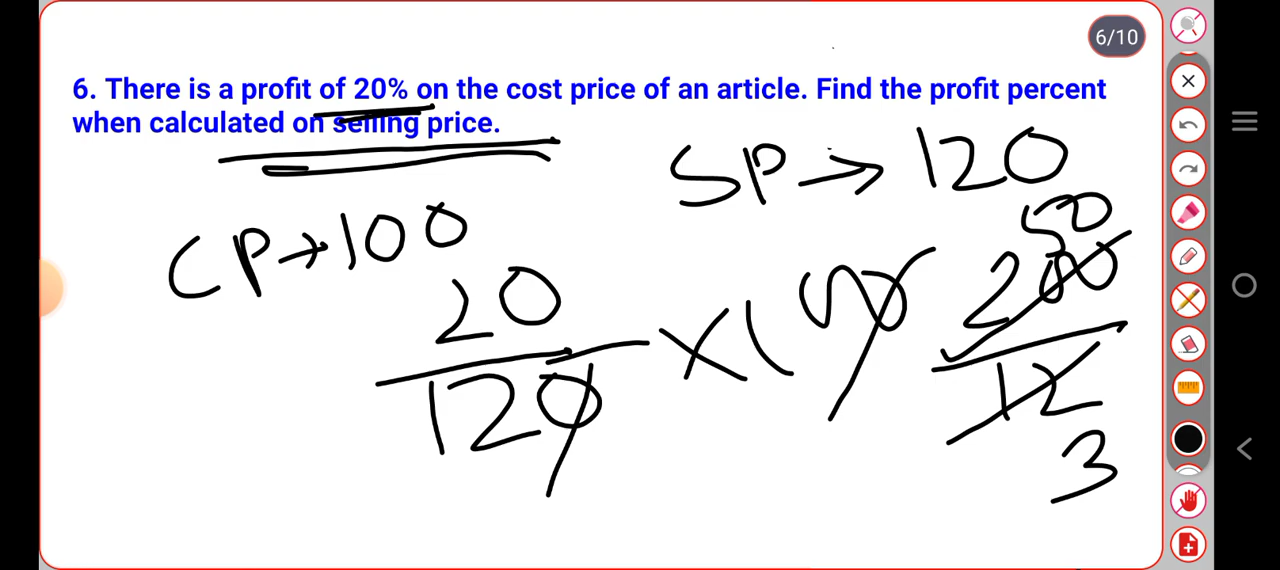 6/10
6. There is a profit of 20% on the cost price of an article. Find the profit percent
when calculated on selling price.
SP → 120
CP → 100
20/120 × 100
200/12
50
3